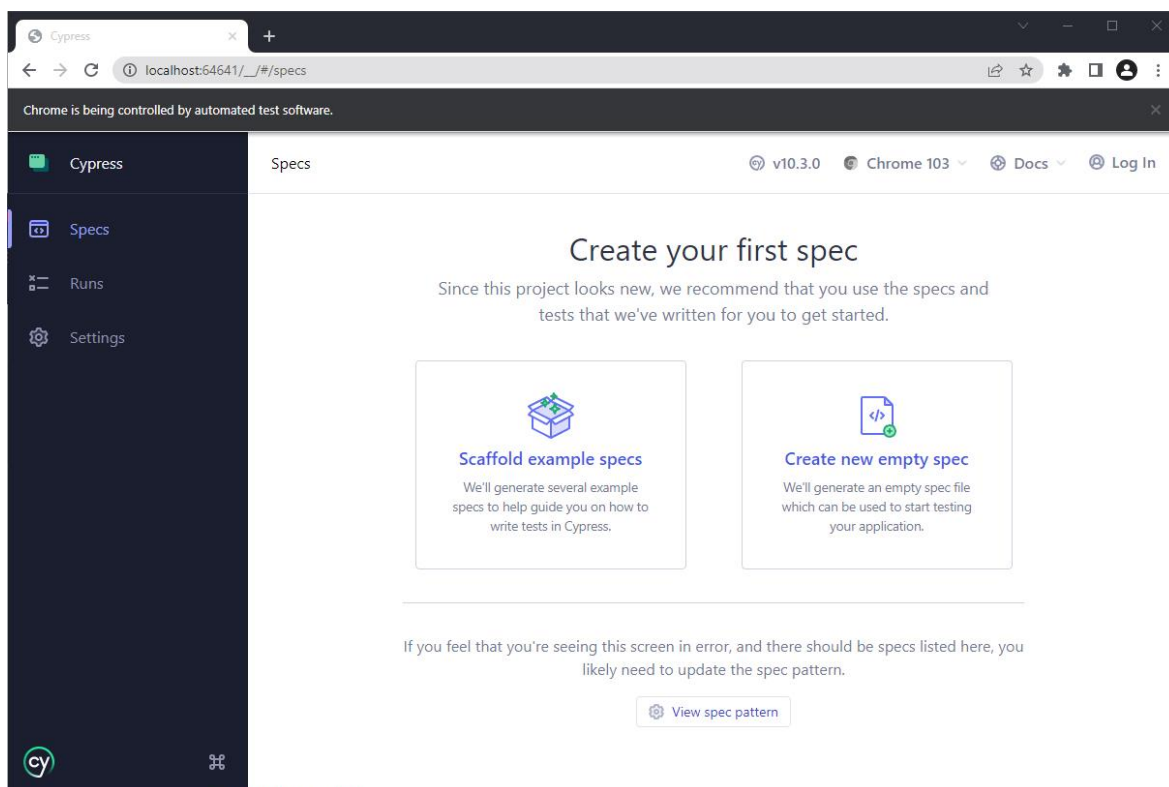 Cypress
localhost:64641/__/#/specs
Chrome is being controlled by automated test software.
Cypress
Specs
Runs
Settings
cy
Specs
v10.3.0
Chrome 103
Docs
Log In
Create your first spec
Since this project looks new, we recommend that you use the specs and
tests that we've written for you to get started.
Scaffold example specs
We'll generate several example
specs to help guide you on how to
write tests in Cypress.
Create new empty spec
We'll generate an empty spec file
which can be used to start testing
your application.
If you feel that you're seeing this screen in error, and there should be specs listed here, you
likely need to update the spec pattern.
View spec pattern